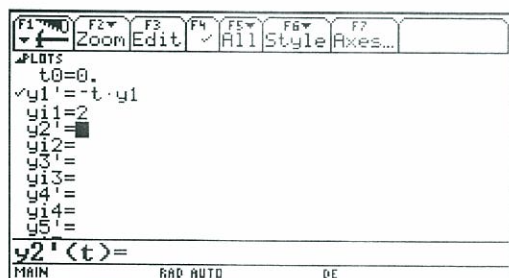 F1 F2 Zoom F3 Edit F4 ✓ F5 All F6 Style F7 Axes...
PLOTS
t0=0.
✓y1'=-t·y1
yi1=2
y2'=
yi2=
y3'=
yi3=
y4'=
yi4=
y5'=
y2'(t)=
MAIN RAD AUTO DE